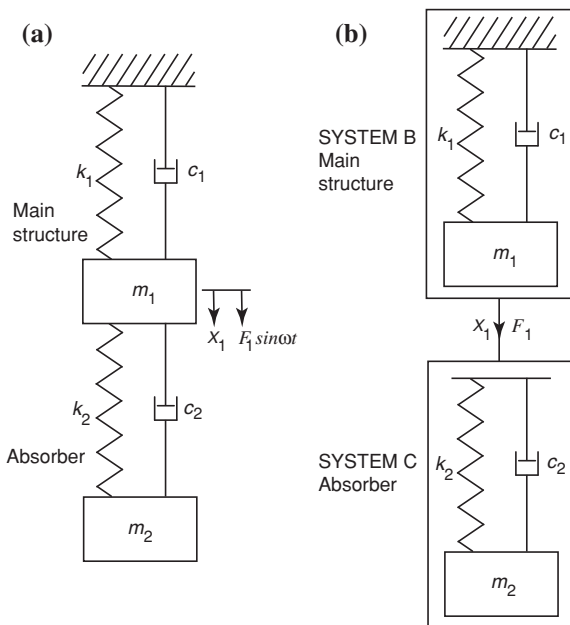 (a)
k1
c1
Main
structure
m1
X1
F1 sinωt
k2
c2
Absorber
m2
(b)
SYSTEM B
Main
structure
k1
c1
m1
X1
F1
SYSTEM C
Absorber
k2
c2
m2